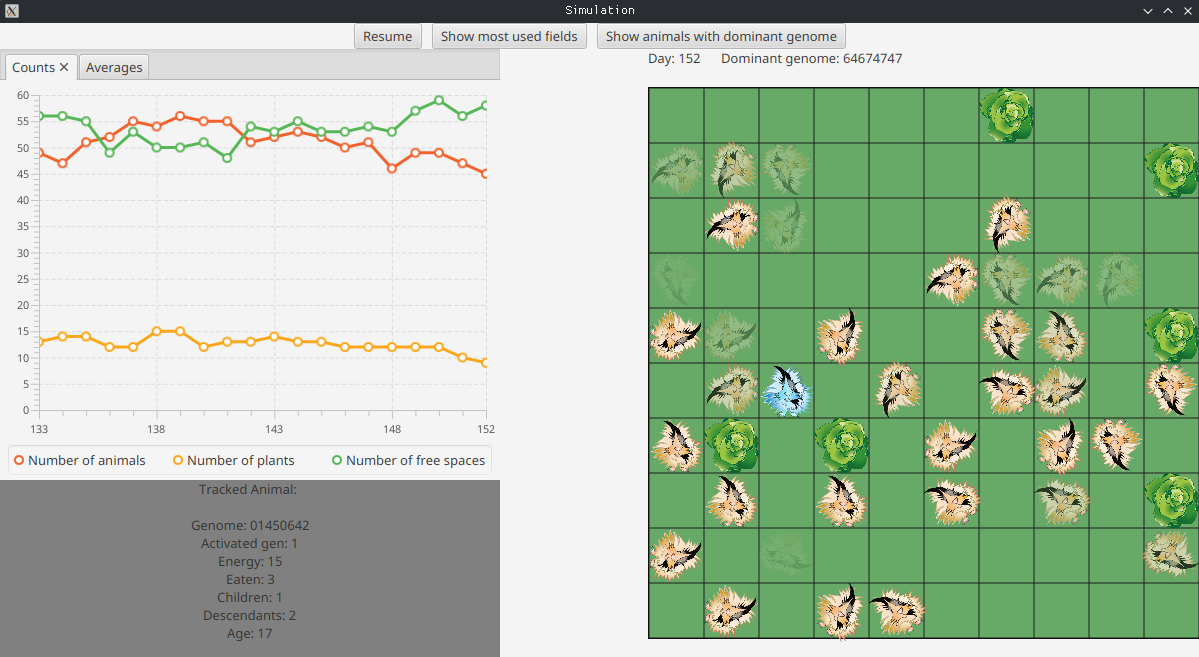 Simulation
Resume Show most used fields Show animals with dominant genome
Counts Averages
Day: 152 Dominant genome: 64674747
60
55
50
45
40
35
30
25
20
15
10
5
0
133 138 143 148 152
Number of animals Number of plants Number of free spaces
Tracked Animal:
Genome: 01450642
Activated gen: 1
Energy: 15
Eaten: 3
Children: 1
Descendants: 2
Age: 17